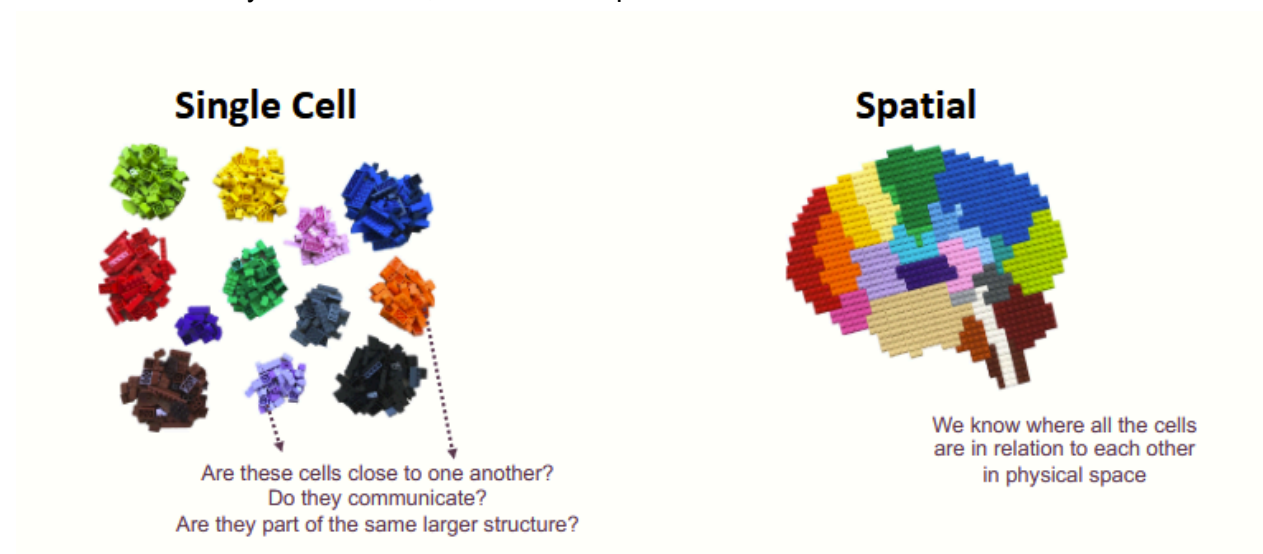 Single Cell
Spatial
Are these cells close to one another?
Do they communicate?
Are they part of the same larger structure?
We know where all the cells
are in relation to each other
in physical space